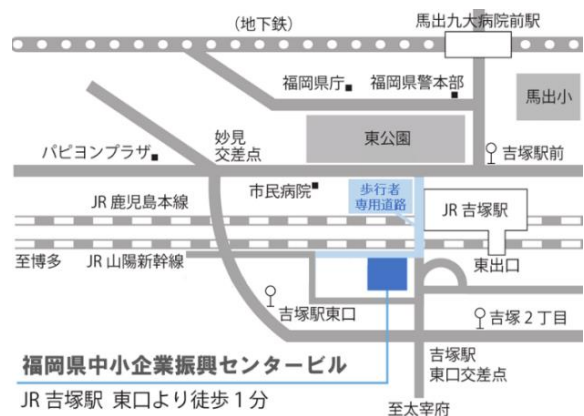 （地下鉄）
馬出九大病院前駅
福岡県庁
福岡県警本部
馬出小
東公園
パピヨンプラザ
妙見
交差点
吉塚駅前
市民病院
歩行者
専用道路
JR 鹿児島本線
JR 吉塚駅
至博多
JR 山陽新幹線
東出口
吉塚駅東口
吉塚 2 丁目
福岡県中小企業振興センタービル
吉塚駅
東口交差点
JR 吉塚駅 東口より徒歩 1 分
至太宰府